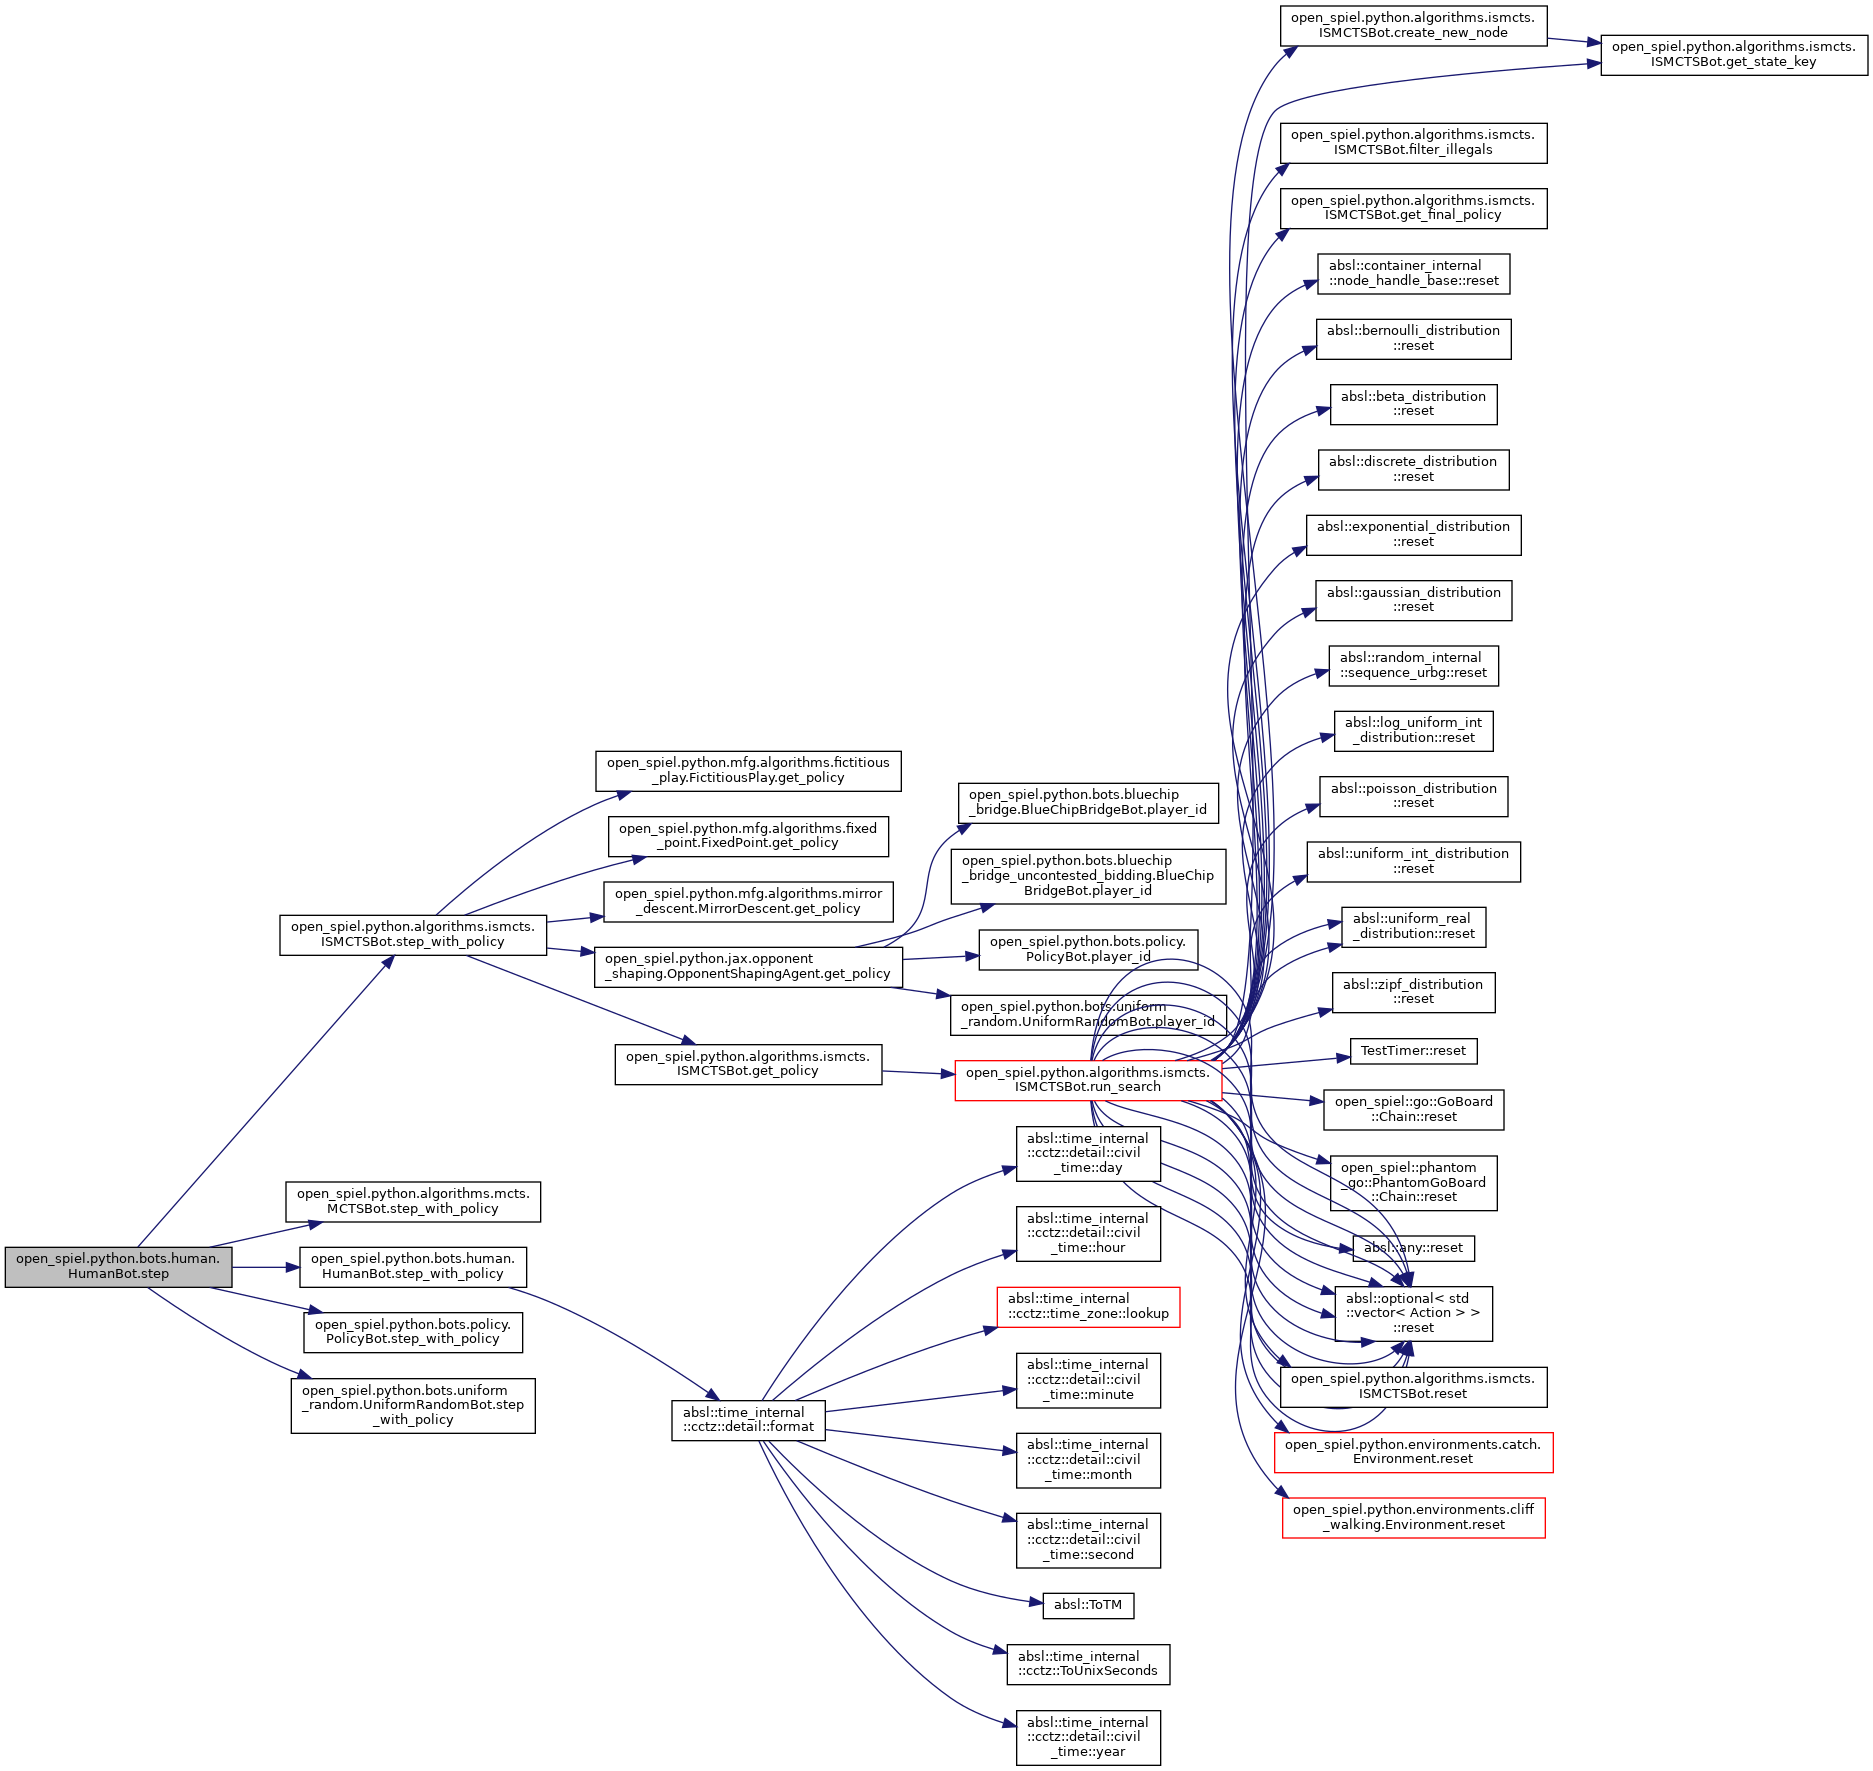 open_spiel.python.bots.human.
HumanBot.step
open_spiel.python.algorithms.ismcts.
ISMCTSBot.step_with_policy
open_spiel.python.algorithms.mcts.
MCTSBot.step_with_policy
open_spiel.python.bots.human.
HumanBot.step_with_policy
open_spiel.python.bots.policy.
PolicyBot.step_with_policy
open_spiel.python.bots.uniform
_random.UniformRandomBot.step
_with_policy
open_spiel.python.mfg.algorithms.fictitious
_play.FictitiousPlay.get_policy
open_spiel.python.mfg.algorithms.fixed
_point.FixedPoint.get_policy
open_spiel.python.mfg.algorithms.mirror
_descent.MirrorDescent.get_policy
open_spiel.python.jax.opponent
_shaping.OpponentShapingAgent.get_policy
open_spiel.python.algorithms.ismcts.
ISMCTSBot.get_policy
absl::time_internal
::cctz::detail::format
open_spiel.python.bots.bluechip
_bridge.BlueChipBridgeBot.player_id
open_spiel.python.bots.bluechip
_bridge_uncontested_bidding.BlueChip
BridgeBot.player_id
open_spiel.python.bots.policy.
PolicyBot.player_id
open_spiel.python.bots.uniform
_random.UniformRandomBot.player_id
open_spiel.python.algorithms.ismcts.
ISMCTSBot.run_search
absl::time_internal
::cctz::detail::civil
_time::day
absl::time_internal
::cctz::detail::civil
_time::hour
absl::time_internal
::cctz::time_zone::lookup
absl::time_internal
::cctz::detail::civil
_time::minute
absl::time_internal
::cctz::detail::civil
_time::month
absl::time_internal
::cctz::detail::civil
_time::second
absl::ToTM
absl::time_internal
::cctz::ToUnixSeconds
absl::time_internal
::cctz::detail::civil
_time::year
open_spiel.python.algorithms.ismcts.
ISMCTSBot.create_new_node
open_spiel.python.algorithms.ismcts.
ISMCTSBot.get_state_key
open_spiel.python.algorithms.ismcts.
ISMCTSBot.filter_illegals
open_spiel.python.algorithms.ismcts.
ISMCTSBot.get_final_policy
absl::container_internal
::node_handle_base::reset
absl::bernoulli_distribution
::reset
absl::beta_distribution
::reset
absl::discrete_distribution
::reset
absl::exponential_distribution
::reset
absl::gaussian_distribution
::reset
absl::random_internal
::sequence_urbg::reset
absl::log_uniform_int
_distribution::reset
absl::poisson_distribution
::reset
absl::uniform_int_distribution
::reset
absl::uniform_real
_distribution::reset
absl::zipf_distribution
::reset
TestTimer::reset
open_spiel::go::GoBoard
::Chain::reset
open_spiel::phantom
_go::PhantomGoBoard
::Chain::reset
absl::any::reset
absl::optional< std
::vector< Action > >
::reset
open_spiel.python.algorithms.ismcts.
ISMCTSBot.reset
open_spiel.python.environments.catch.
Environment.reset
open_spiel.python.environments.cliff
_walking.Environment.reset